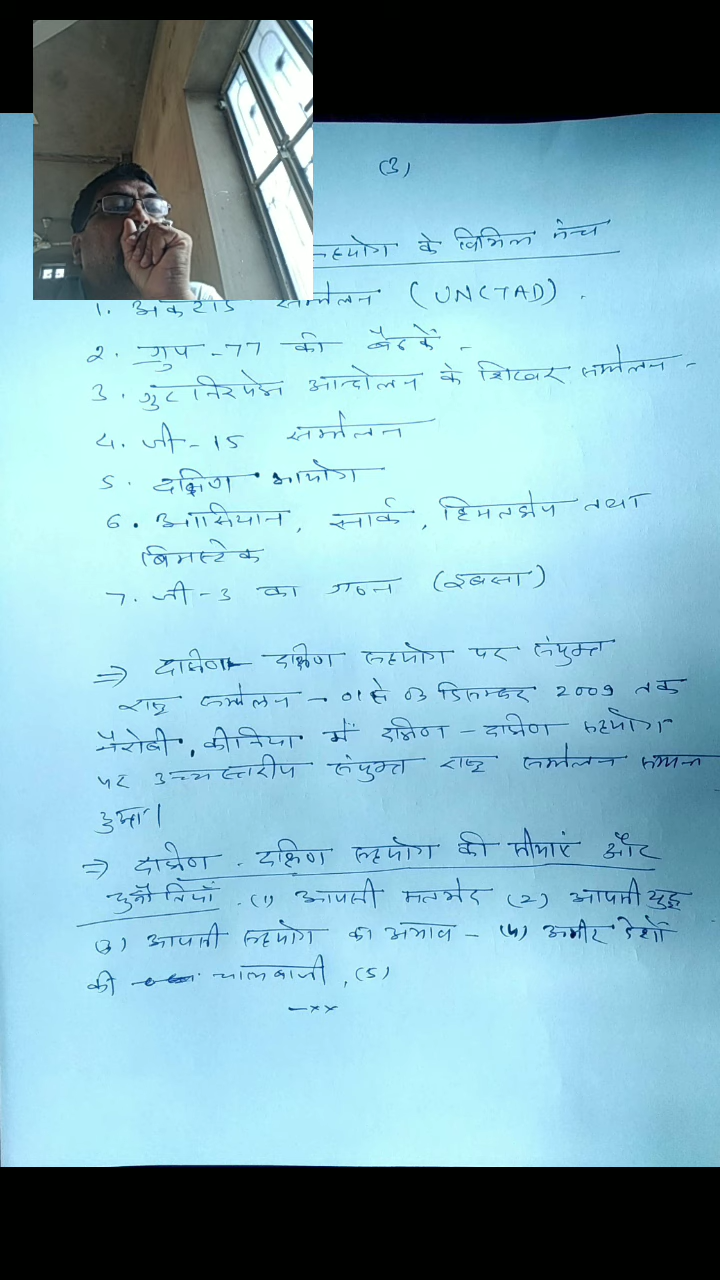 (3)
सहयोग के विभिन्न मंच
1. अंकटाड सम्मेलन (UNCTAD).
2. ग्रुप-77 की बैठकें -
3. गुटनिरपेक्ष आन्दोलन के शिखर सम्मेलन -
4. जी-15 सम्मेलन
5. दक्षिण आयोग
6. आसियान, सार्क, हिमतक्षेप तथा
बिमस्टेक
7. जी-3 का गठन (इबसा)
⇒ दक्षिण - दक्षिण सहयोग पर संयुक्त
राष्ट्र सम्मेलन - 01 से 03 दिसम्बर 2009 तक
नैरोबी, कीनिया में दक्षिण - दक्षिण सहयोग
पर उच्चस्तरीय संयुक्त राष्ट्र सम्मेलन सम्पन्न
हुआ।
⇒ दक्षिण - दक्षिण सहयोग की सीमाएं और
चुनौतियाँ . (1) आपसी मतभेद (2) आपसी युद्ध
(3) आपसी सहयोग का अभाव - (4) अमीर देशों
की चालबाजी, (5)
-××